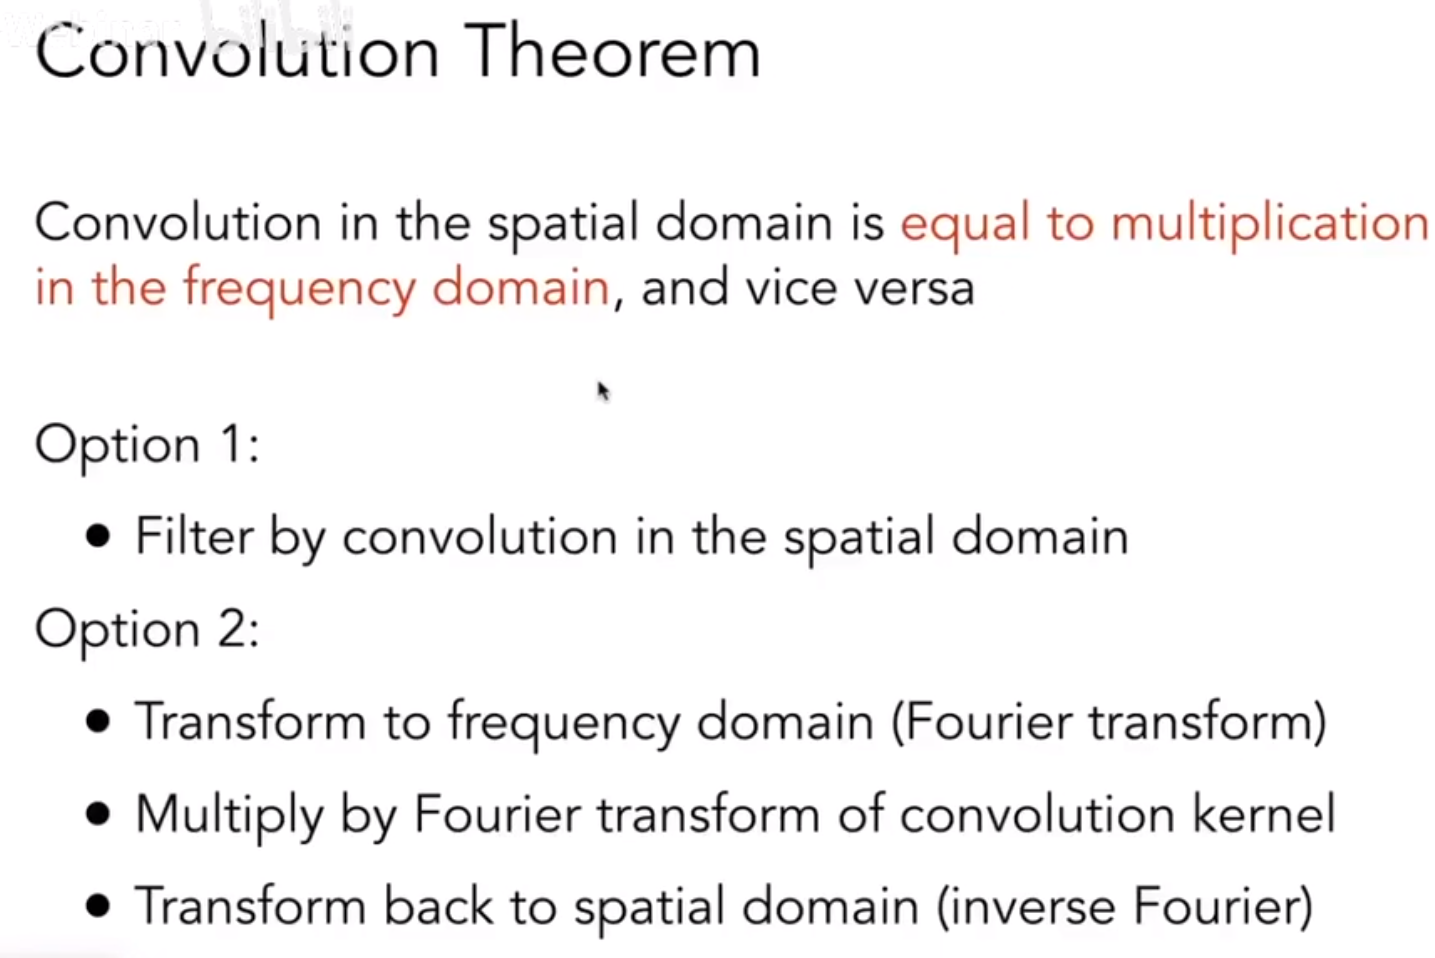 Webinar bilibili
Convolution Theorem
Convolution in the spatial domain is equal to multiplication
in the frequency domain, and vice versa
Option 1:
● Filter by convolution in the spatial domain
Option 2:
● Transform to frequency domain (Fourier transform)
● Multiply by Fourier transform of convolution kernel
● Transform back to spatial domain (inverse Fourier)